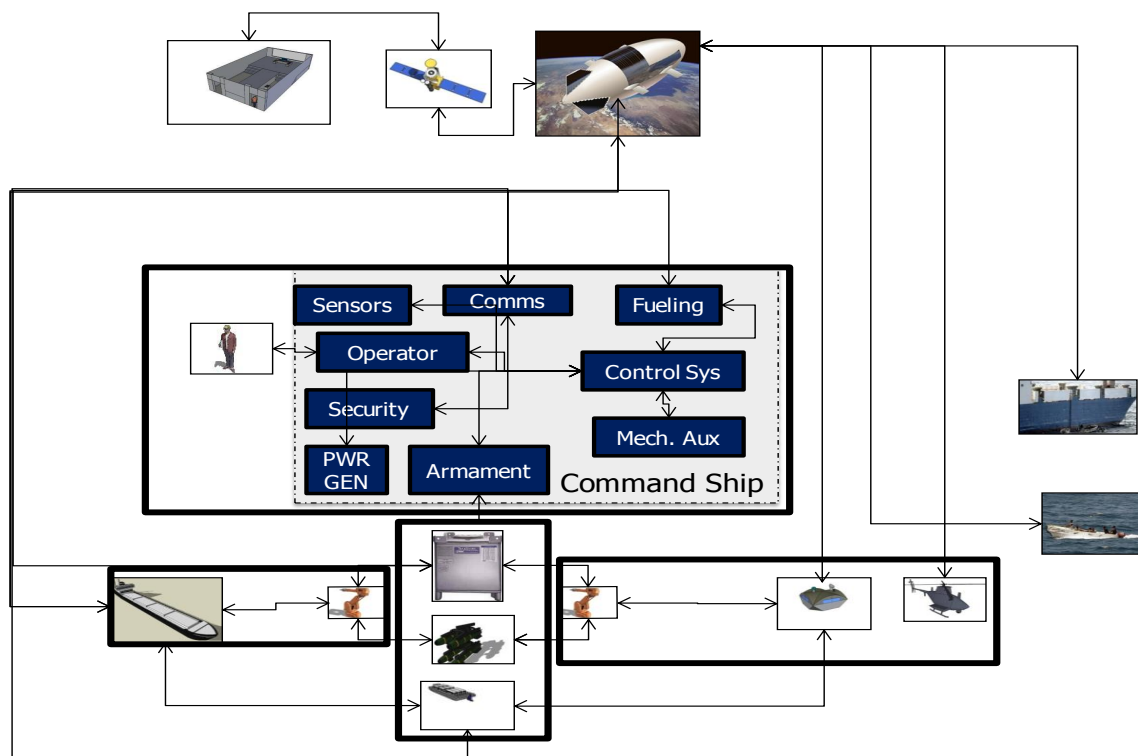 Sensors
Comms
Fueling
Operator
Control Sys
Security
Mech. Aux
PWR
GEN
Armament
Command Ship